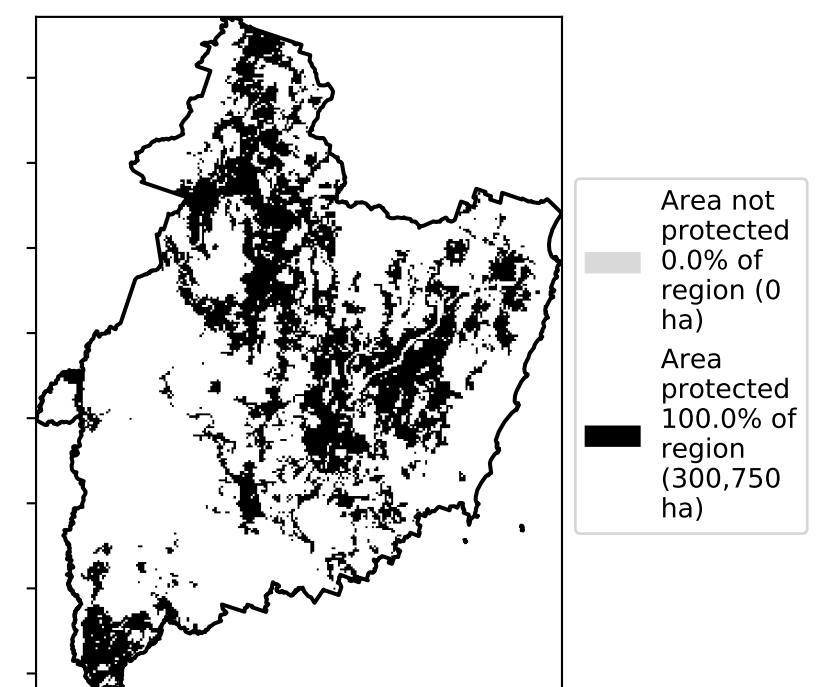 Area not
protected
0.0% of
region (0
ha)
Area
protected
100.0% of
region
(300,750
ha)